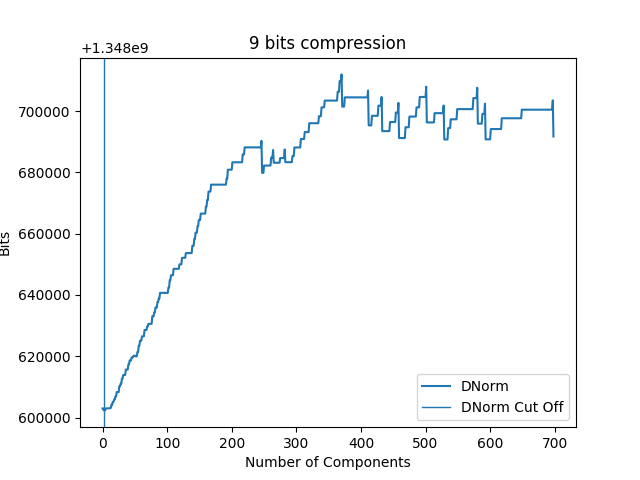 9 bits compression
+1.348e9
700000
680000
660000
640000
620000
600000
Bits
0 100 200 300 400 500 600 700
Number of Components
DNorm
DNorm Cut Off